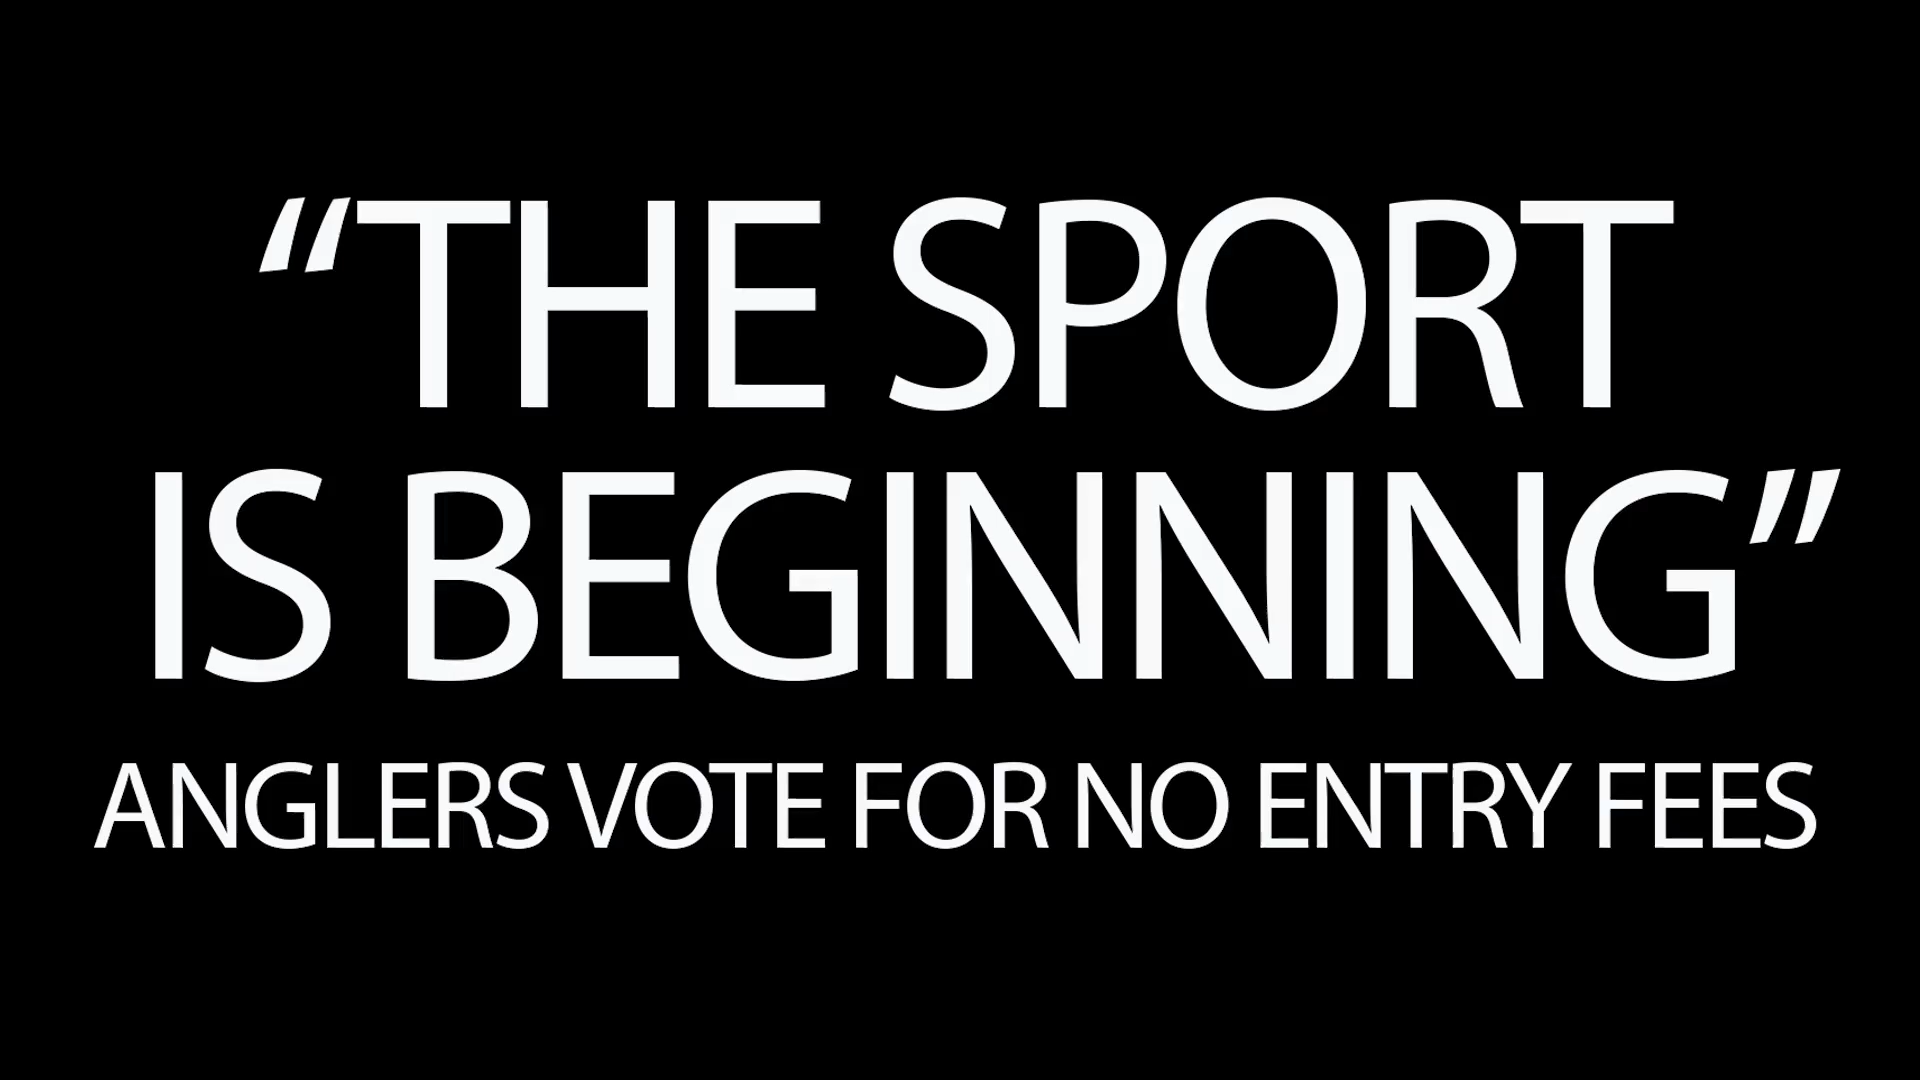 “THE SPORT
IS BEGINNING”
ANGLERS VOTE FOR NO ENTRY FEES